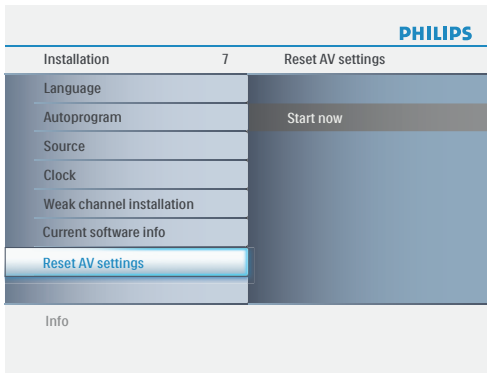 PHILIPS
Installation 7 Reset AV settings
Language
Autoprogram Start now
Source
Clock
Weak channel installation
Current software info
Reset AV settings
Info